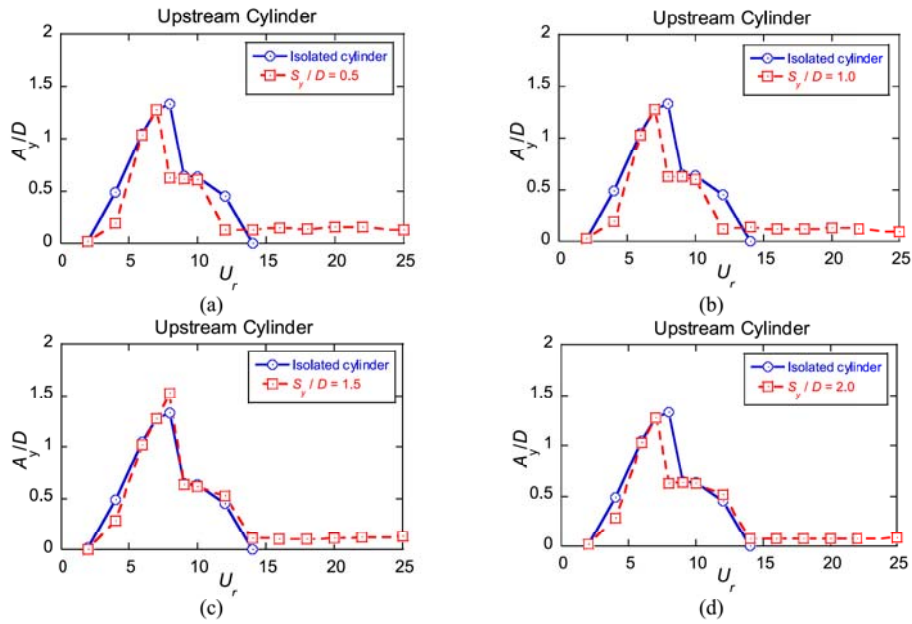 Upstream Cylinder
2
1.5
1
0.5
0
A_y/D
Isolated cylinder
S_y / D = 0.5
0 5 10 15 20 25
U_r
(a)
Upstream Cylinder
2
1.5
1
0.5
0
A_y/D
Isolated cylinder
S_y / D = 1.0
0 5 10 15 20 25
U_r
(b)
Upstream Cylinder
2
1.5
1
0.5
0
A_y/D
Isolated cylinder
S_y / D = 1.5
0 5 10 15 20 25
U_r
(c)
Upstream Cylinder
2
1.5
1
0.5
0
A_y/D
Isolated cylinder
S_y / D = 2.0
0 5 10 15 20 25
U_r
(d)